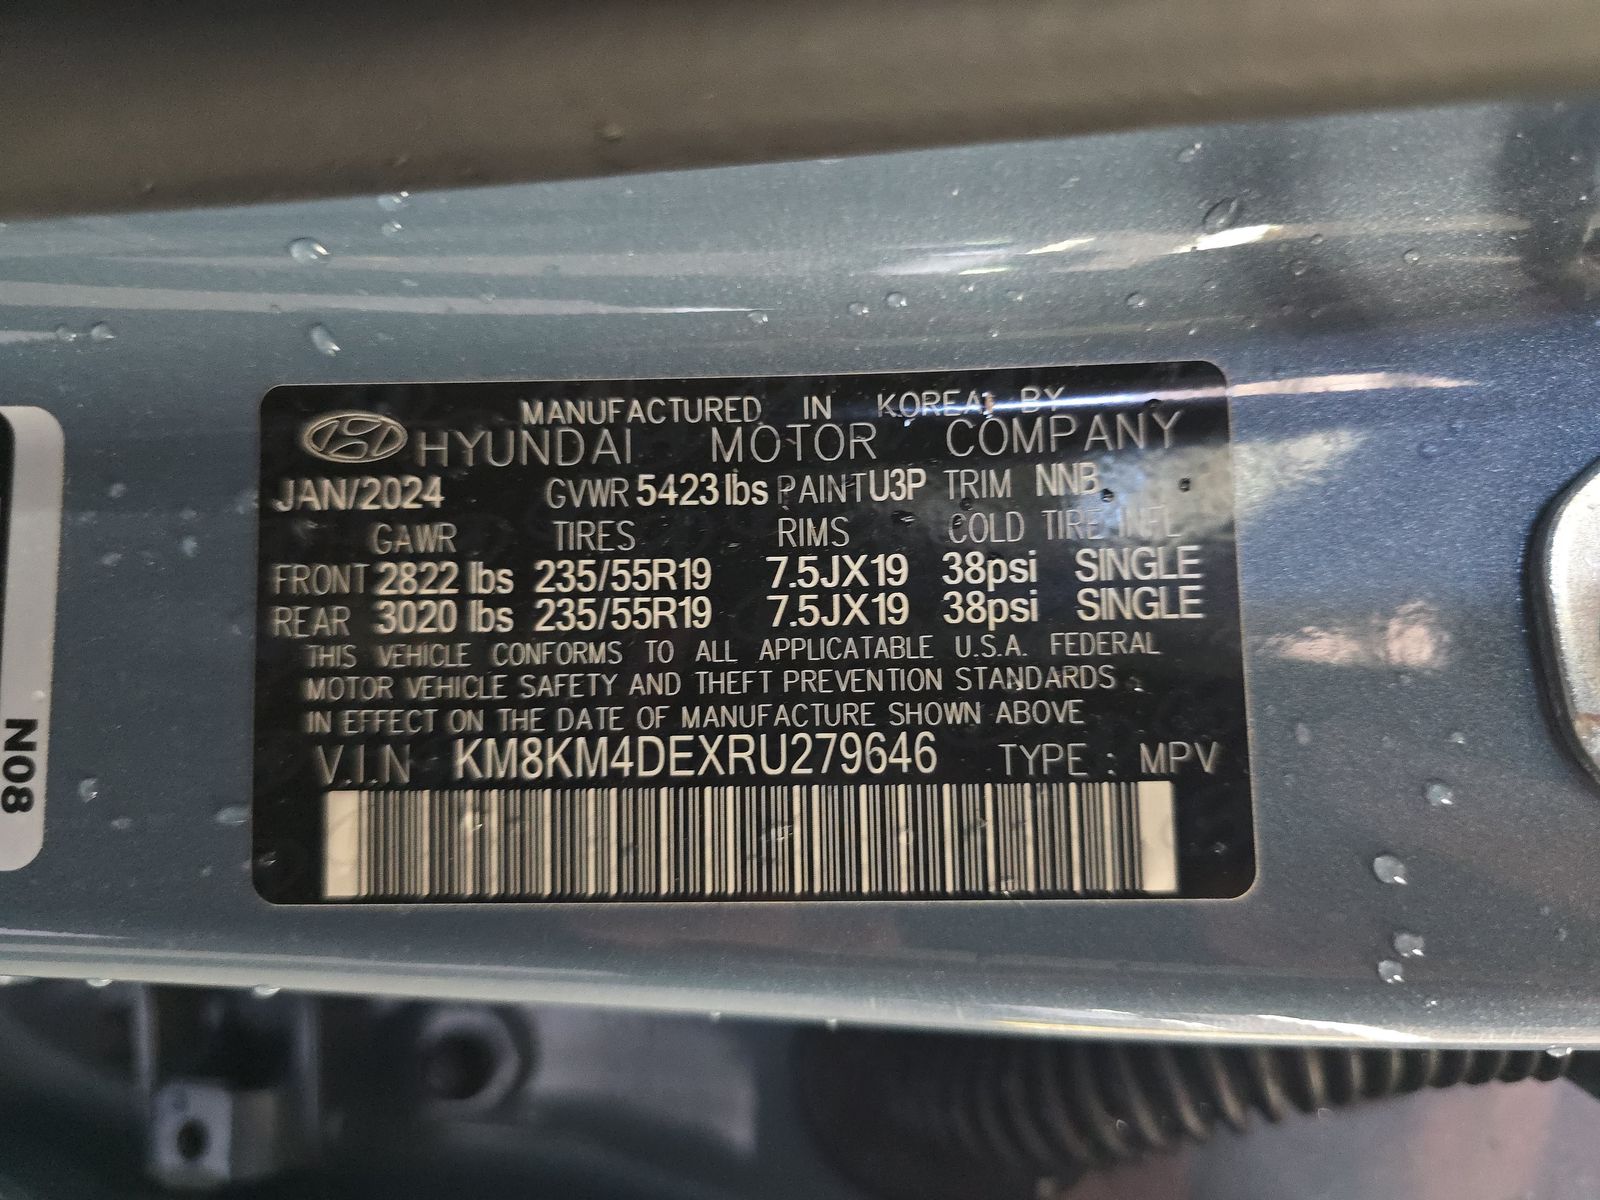 MANUFACTURED IN KOREA BY
HYUNDAI MOTOR COMPANY
JAN/2024 GVWR 5423 lbs PAINT U3P TRIM NNB
GAWR TIRES RIMS COLD TIRE INFL
FRONT 2822 lbs 235/55R19 7.5JX19 38psi SINGLE
REAR 3020 lbs 235/55R19 7.5JX19 38psi SINGLE
THIS VEHICLE CONFORMS TO ALL APPLICATABLE U.S.A. FEDERAL
MOTOR VEHICLE SAFETY AND THEFT PREVENTION STANDARDS
IN EFFECT ON THE DATE OF MANUFACTURE SHOWN ABOVE
V.I.N KM8KM4DEXRU279646 TYPE : MPV
N08